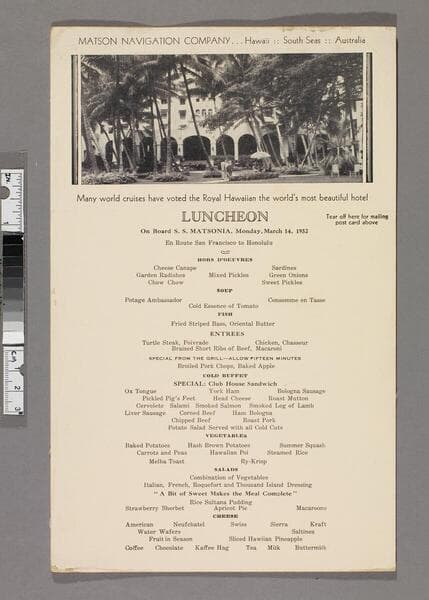 MATSON NAVIGATION COMPANY... Hawaii :: South Seas :: Australia
Many world cruises have voted the Royal Hawaiian the world's most beautiful hotel
LUNCHEON
Tear off here for mailing
post card above
On Board S. S. MATSONIA, Monday, March 14, 1932
En Route San Francisco to Honolulu
HORS D'OEUVRES
Cheese Canape Sardines
Garden Radishes Mixed Pickles Green Onions
Chow Chow Sweet Pickles
SOUP
Potage Ambassador Consomme en Tasse
Cold Essence of Tomato
FISH
Fried Striped Bass, Oriental Butter
ENTREES
Turtle Steak, Poivrade Chicken, Chasseur
Braised Short Ribs of Beef, Macaroni
SPECIAL FROM THE GRILL—ALLOW FIFTEEN MINUTES
Broiled Pork Chops, Baked Apple
COLD BUFFET
SPECIAL: Club House Sandwich
Ox Tongue York Ham Bologna Sausage
Pickled Pig's Feet Head Cheese Roast Mutton
Cervelate Salami Smoked Salmon Smoked Leg of Lamb
Liver Sausage Corned Beef Ham Bologna
Chipped Beef Roast Pork
Potato Salad Served with all Cold Cuts
VEGETABLES
Baked Potatoes Hash Brown Potatoes Summer Squash
Carrots and Peas Hawaiian Poi Steamed Rice
Melba Toast Ry-Krisp
SALADS
Combination of Vegetables
Italian, French, Roquefort and Thousand Island Dressing
"A Bit of Sweet Makes the Meal Complete"
Rice Sultana Pudding
Strawberry Sherbet Apricot Pie Macaroons
CHEESE
American Neufchatel Swiss Sierra Kraft
Water Wafers Saltines
Fruit in Season Sliced Hawaiian Pineapple
Coffee Chocolate Kaffee Hag Tea Milk Buttermilk
cm 1 2 3